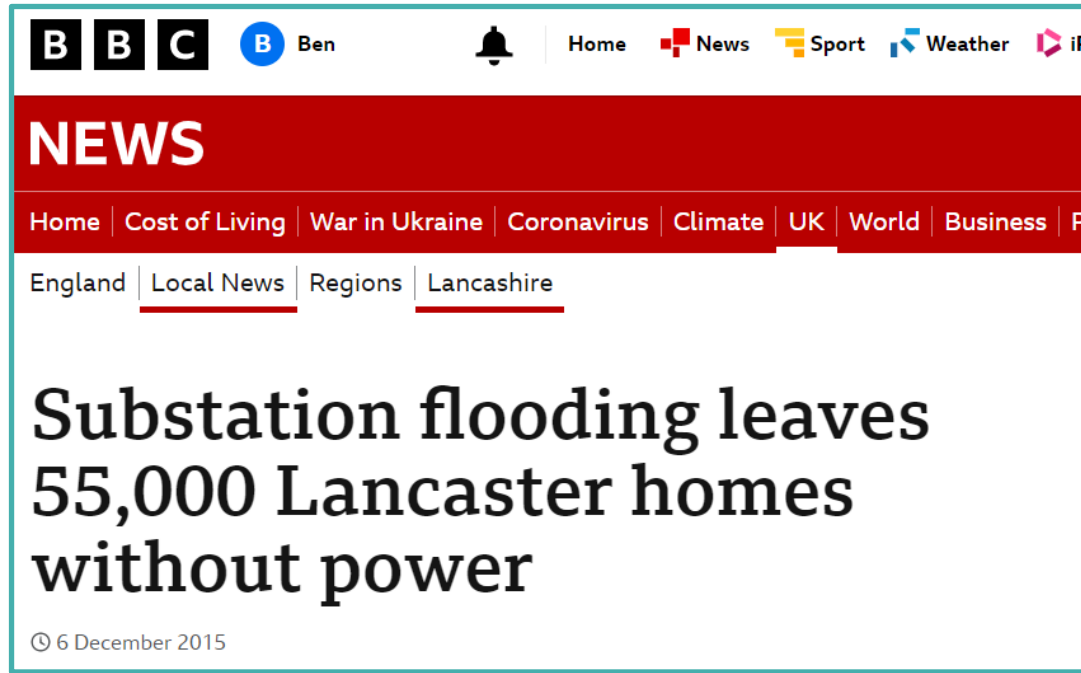 BBC B Ben Home News Sport Weather
NEWS
Home Cost of Living War in Ukraine Coronavirus Climate UK World Business
England Local News Regions Lancashire
Substation flooding leaves
55,000 Lancaster homes
without power
6 December 2015